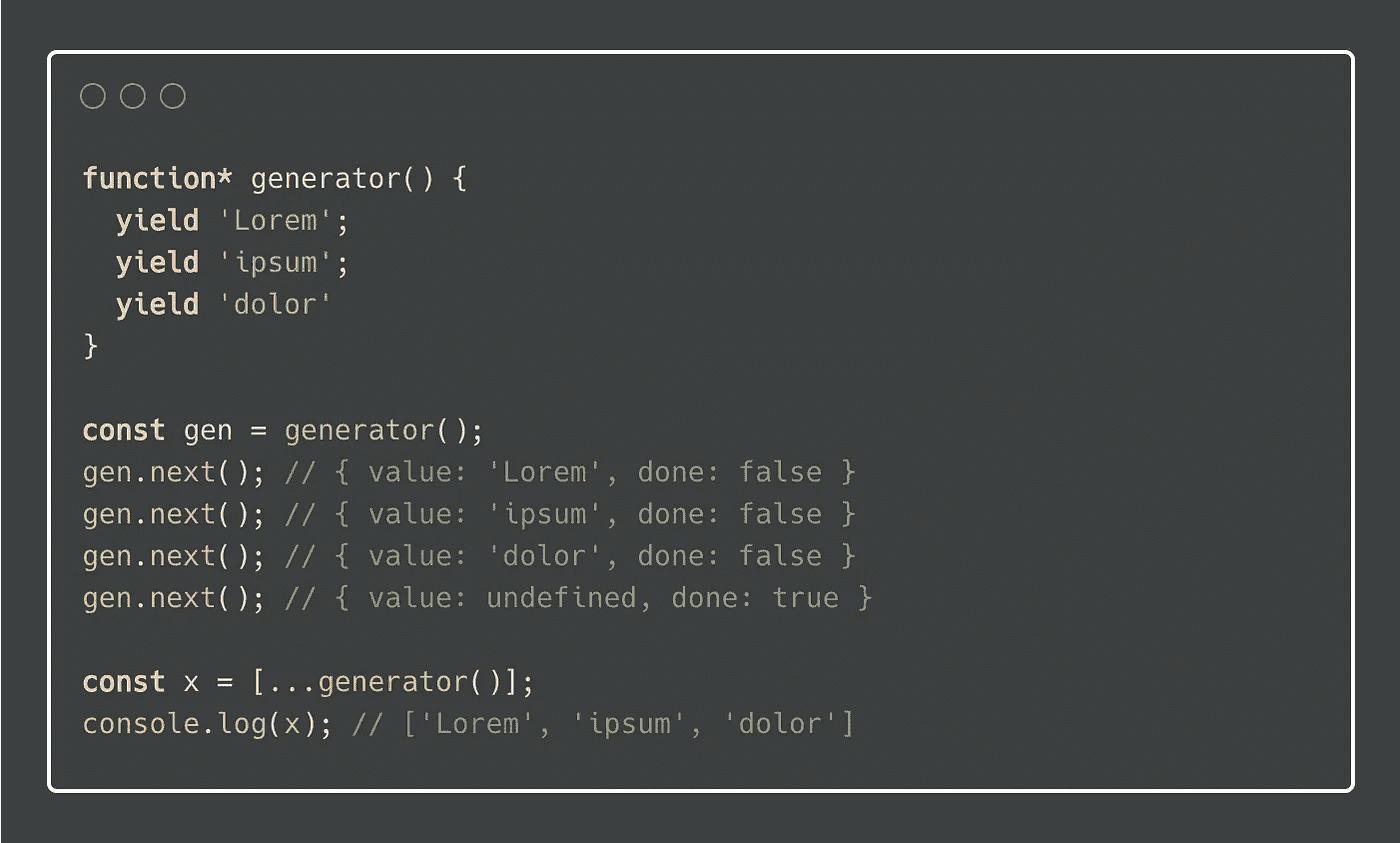 function* generator() {
  yield 'Lorem';
  yield 'ipsum';
  yield 'dolor'
}

const gen = generator();
gen.next(); // { value: 'Lorem', done: false }
gen.next(); // { value: 'ipsum', done: false }
gen.next(); // { value: 'dolor', done: false }
gen.next(); // { value: undefined, done: true }

const x = [...generator()];
console.log(x); // ['Lorem', 'ipsum', 'dolor']